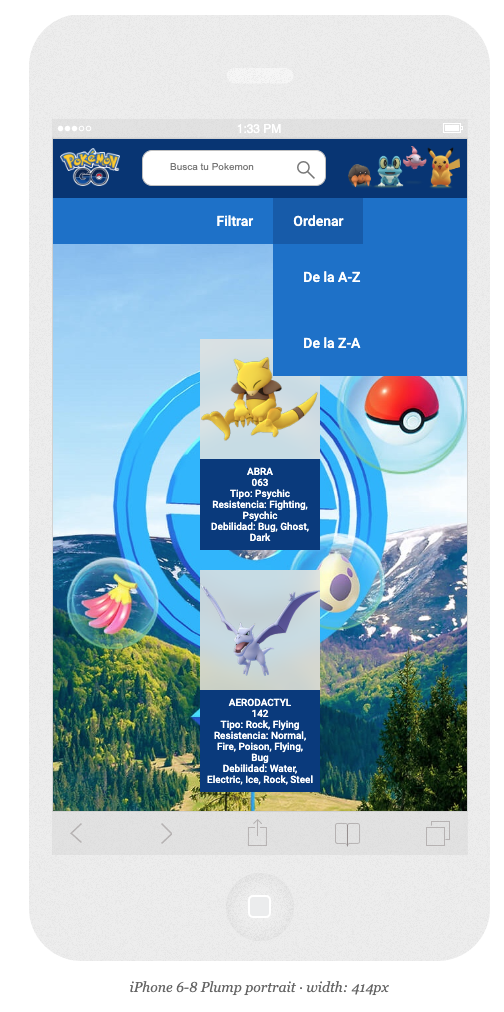 1:33 PM
POKÉMON
GO
Busca tu Pokemon
Filtrar
Ordenar
De la A-Z
De la Z-A
ABRA
063
Tipo: Psychic
Resistencia: Fighting,
Psychic
Debilidad: Bug, Ghost,
Dark
AERODACTYL
142
Tipo: Rock, Flying
Resistencia: Normal,
Fire, Poison, Flying,
Bug
Debilidad: Water,
Electric, Ice, Rock, Steel
iPhone 6-8 Plump portrait · width: 414px